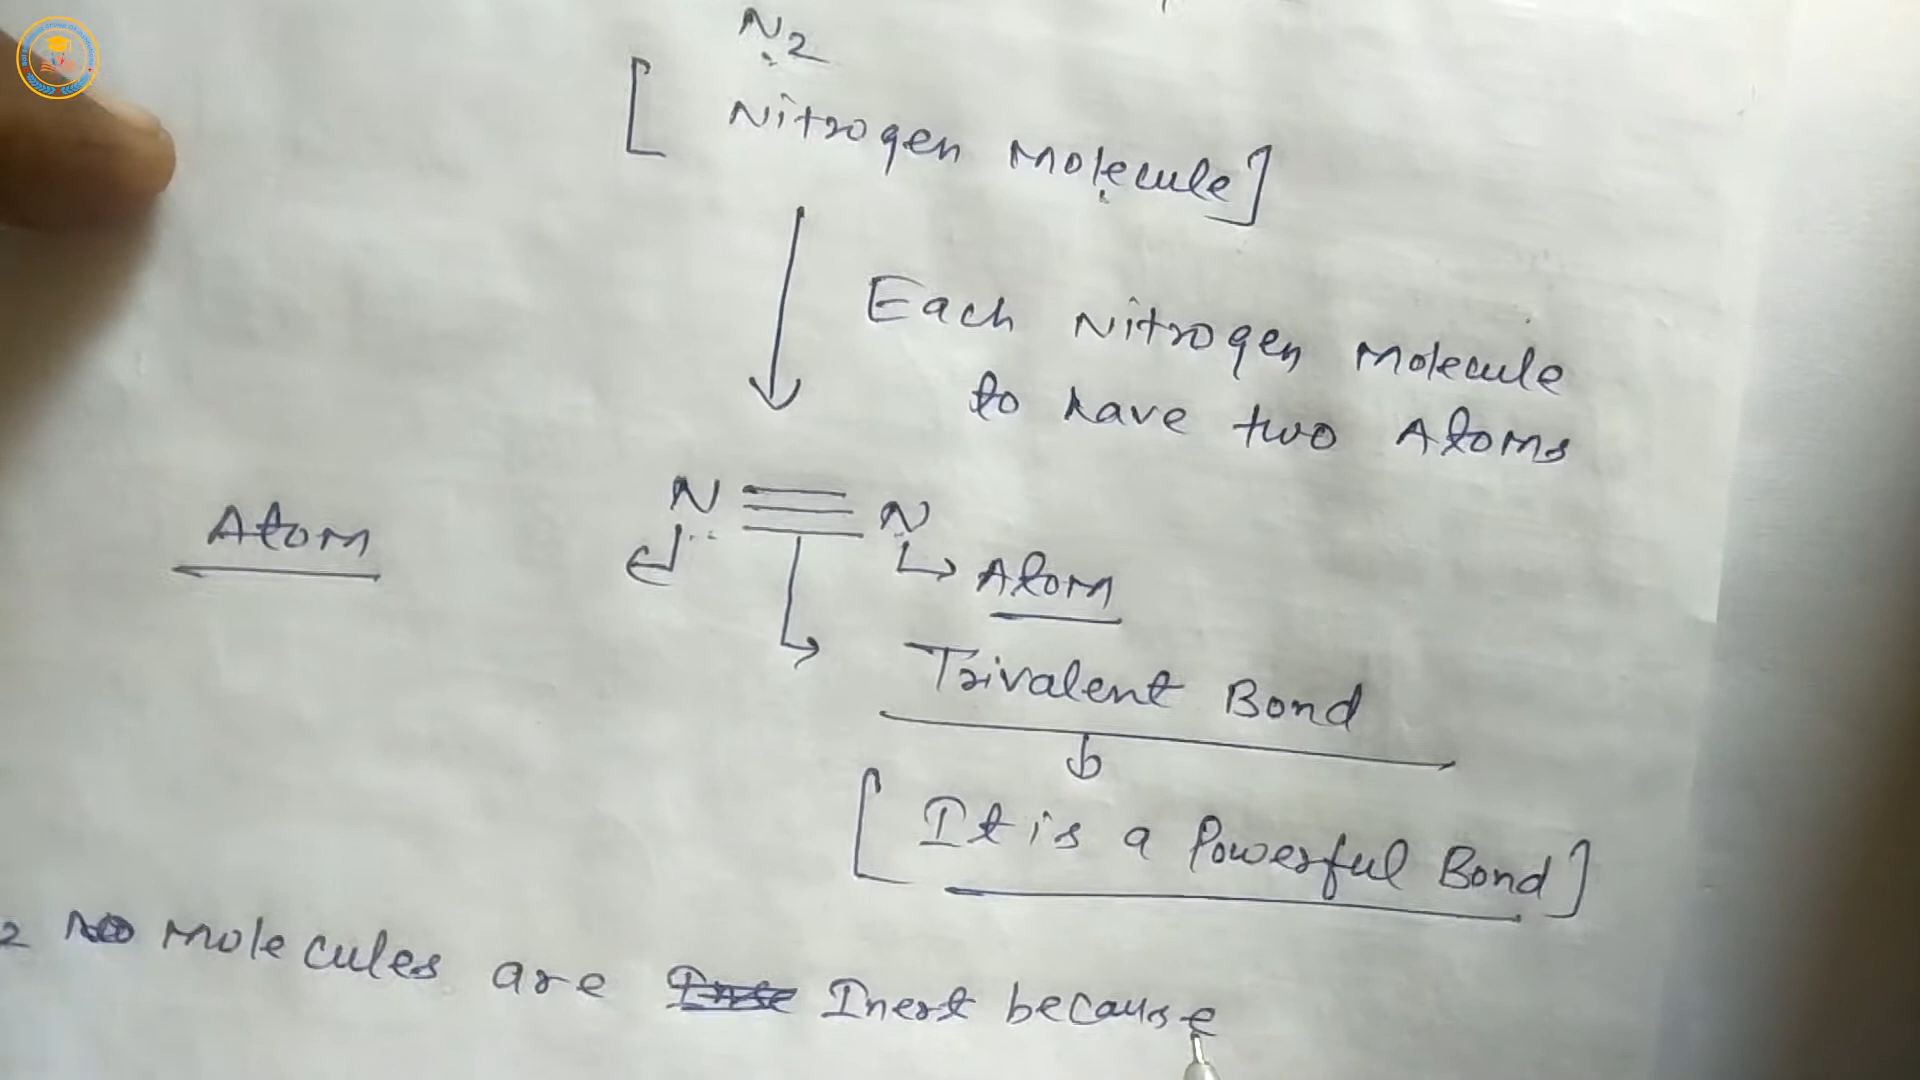 N2
[ Nitrogen Molecule]
Each Nitrogen Molecule
to have two Atoms
N ≡ N
Atom
Atom
Trivalent Bond
[ It is a Powerful Bond]
2 Molecules are Inert because